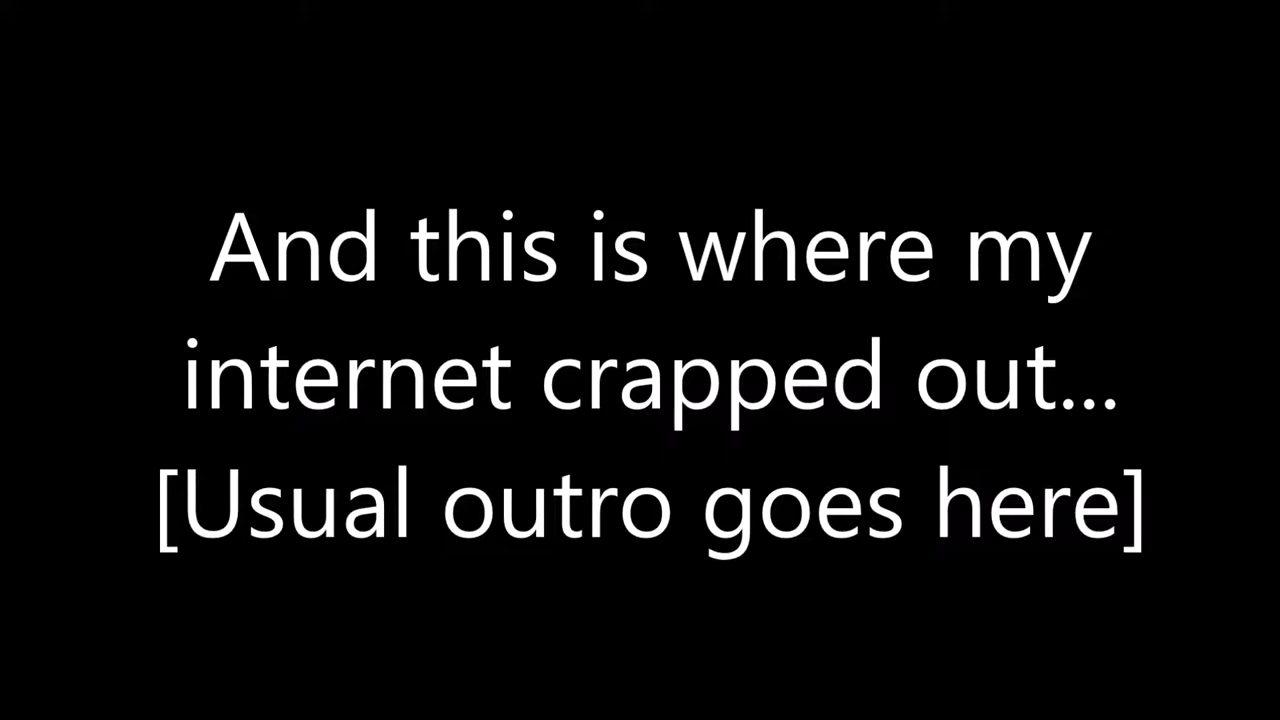 And this is where my
internet crapped out...
[Usual outro goes here]